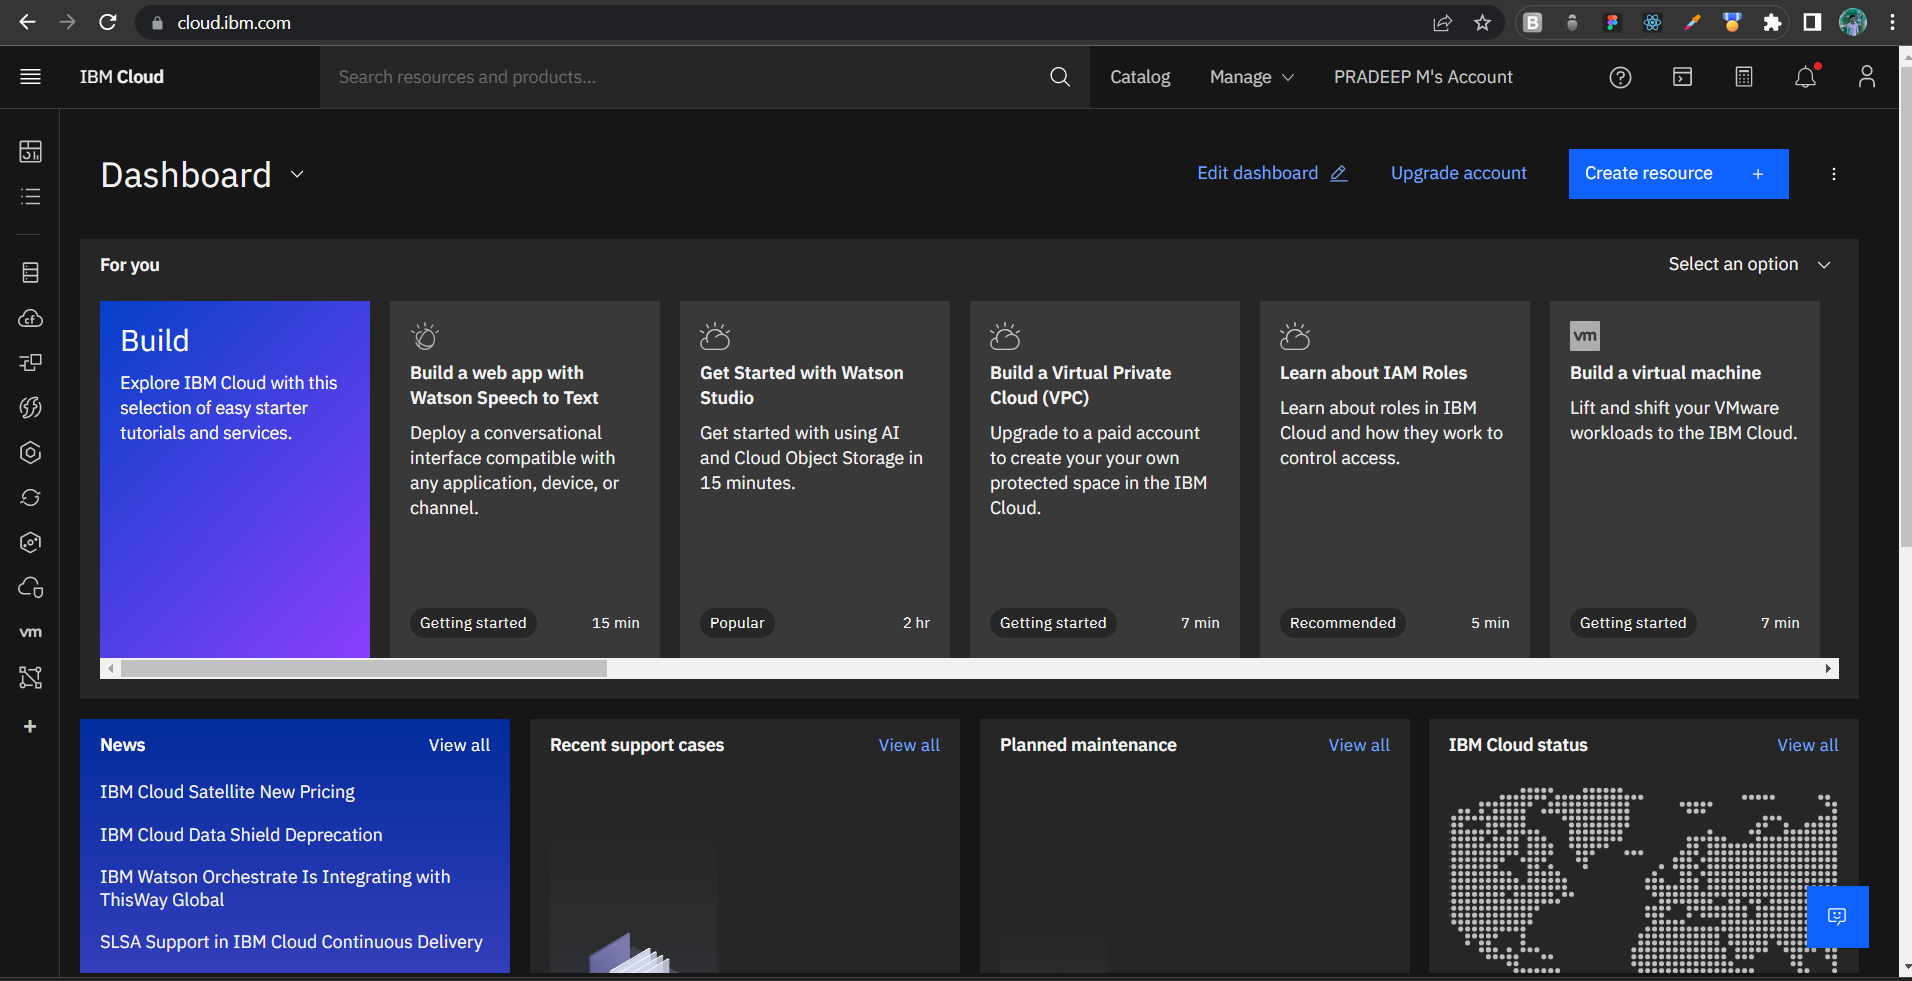 cloud.ibm.com
B
IBM Cloud
Search resources and products...
Catalog
Manage
PRADEEP M's Account
Dashboard
Edit dashboard
Upgrade account
Create resource +
For you
Select an option
Build
Explore IBM Cloud with this
selection of easy starter
tutorials and services.
Build a web app with
Watson Speech to Text
Deploy a conversational
interface compatible with
any application, device, or
channel.
Getting started
15 min
Get Started with Watson
Studio
Get started with using AI
and Cloud Object Storage in
15 minutes.
Popular
2 hr
Build a Virtual Private
Cloud (VPC)
Upgrade to a paid account
to create your your own
protected space in the IBM
Cloud.
Getting started
7 min
Learn about IAM Roles
Learn about roles in IBM
Cloud and how they work to
control access.
Recommended
5 min
vm
Build a virtual machine
Lift and shift your VMware
workloads to the IBM Cloud.
Getting started
7 min
cf
vm
News
View all
IBM Cloud Satellite New Pricing
IBM Cloud Data Shield Deprecation
IBM Watson Orchestrate Is Integrating with
ThisWay Global
SLSA Support in IBM Cloud Continuous Delivery
Recent support cases
View all
Planned maintenance
View all
IBM Cloud status
View all